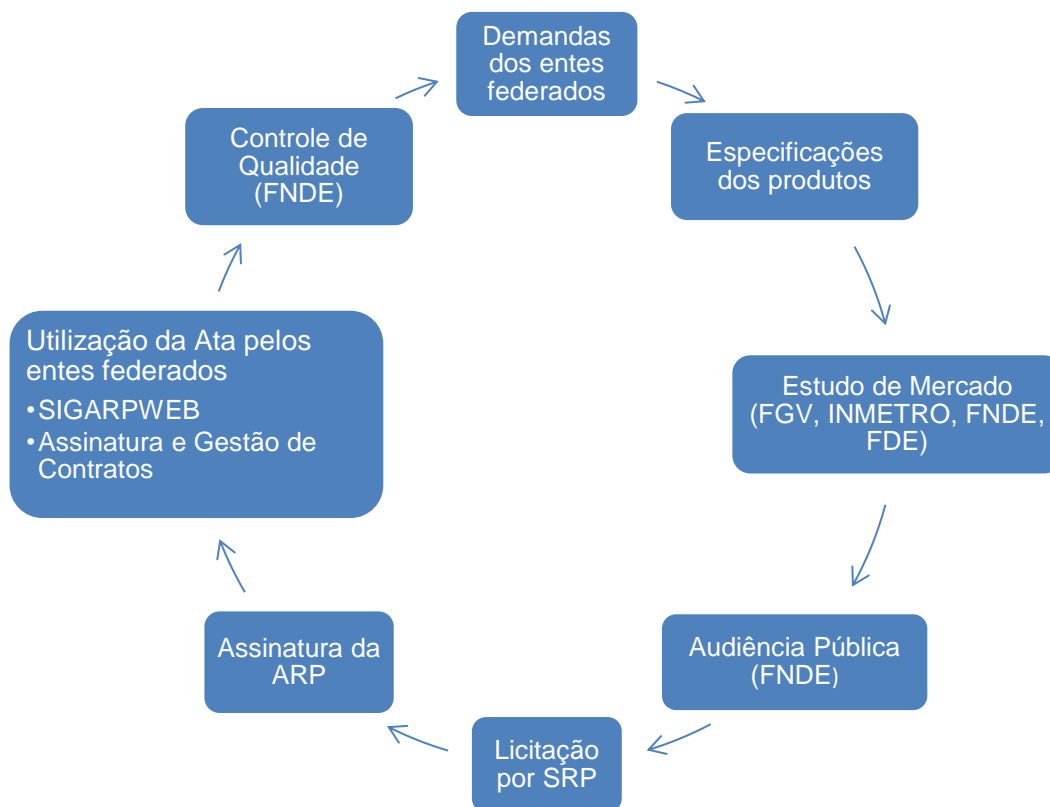 Demandas
dos entes
federados
Especificações
dos produtos
Estudo de Mercado
(FGV, INMETRO, FNDE,
FDE)
Audiência Pública
(FNDE)
Licitação
por SRP
Assinatura da
ARP
Utilização da Ata pelos
entes federados
•SIGARPWEB
•Assinatura e Gestão de
Contratos
Controle de
Qualidade
(FNDE)